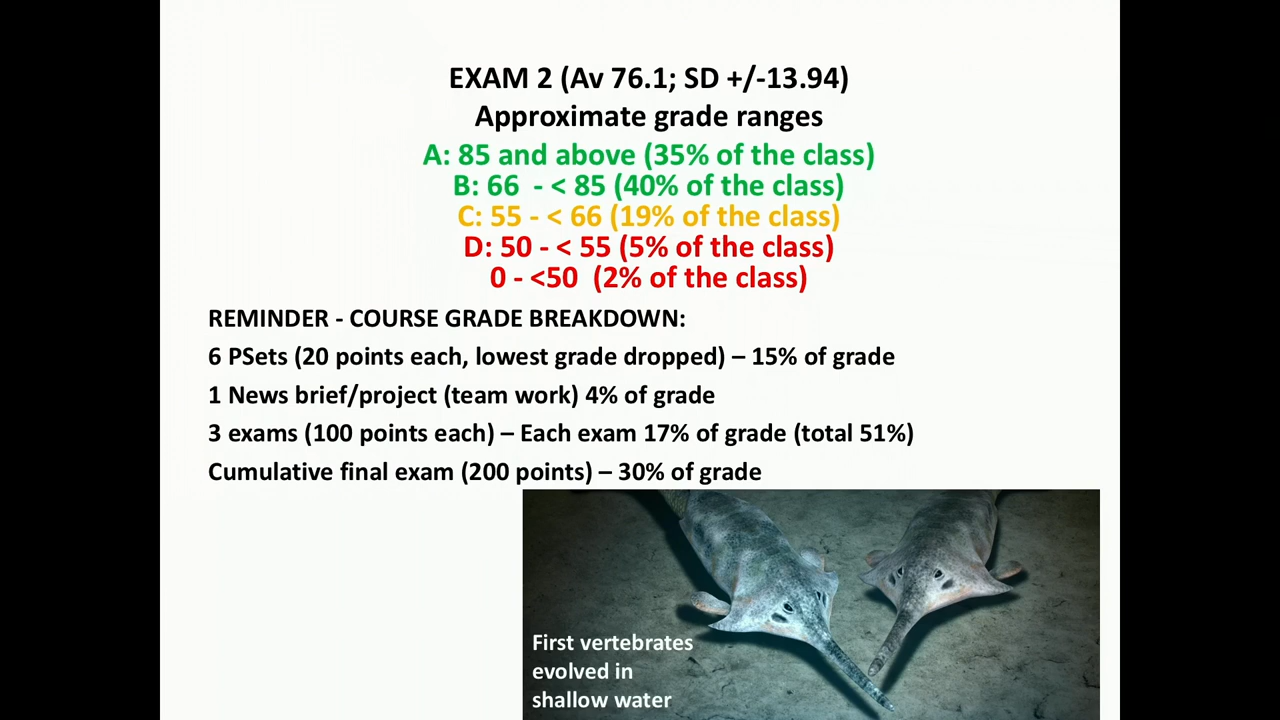 EXAM 2 (Av 76.1; SD +/-13.94)
Approximate grade ranges
A: 85 and above (35% of the class)
B: 66 - < 85 (40% of the class)
C: 55 - < 66 (19% of the class)
D: 50 - < 55 (5% of the class)
0 - <50 (2% of the class)
REMINDER - COURSE GRADE BREAKDOWN:
6 PSets (20 points each, lowest grade dropped) – 15% of grade
1 News brief/project (team work) 4% of grade
3 exams (100 points each) – Each exam 17% of grade (total 51%)
Cumulative final exam (200 points) – 30% of grade
First vertebrates
evolved in
shallow water